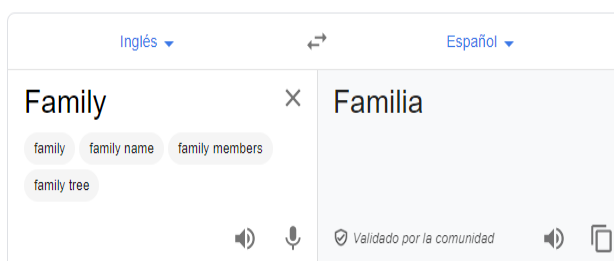 Inglés Español
Family
Familia
family family name family members
family tree
Validado por la comunidad